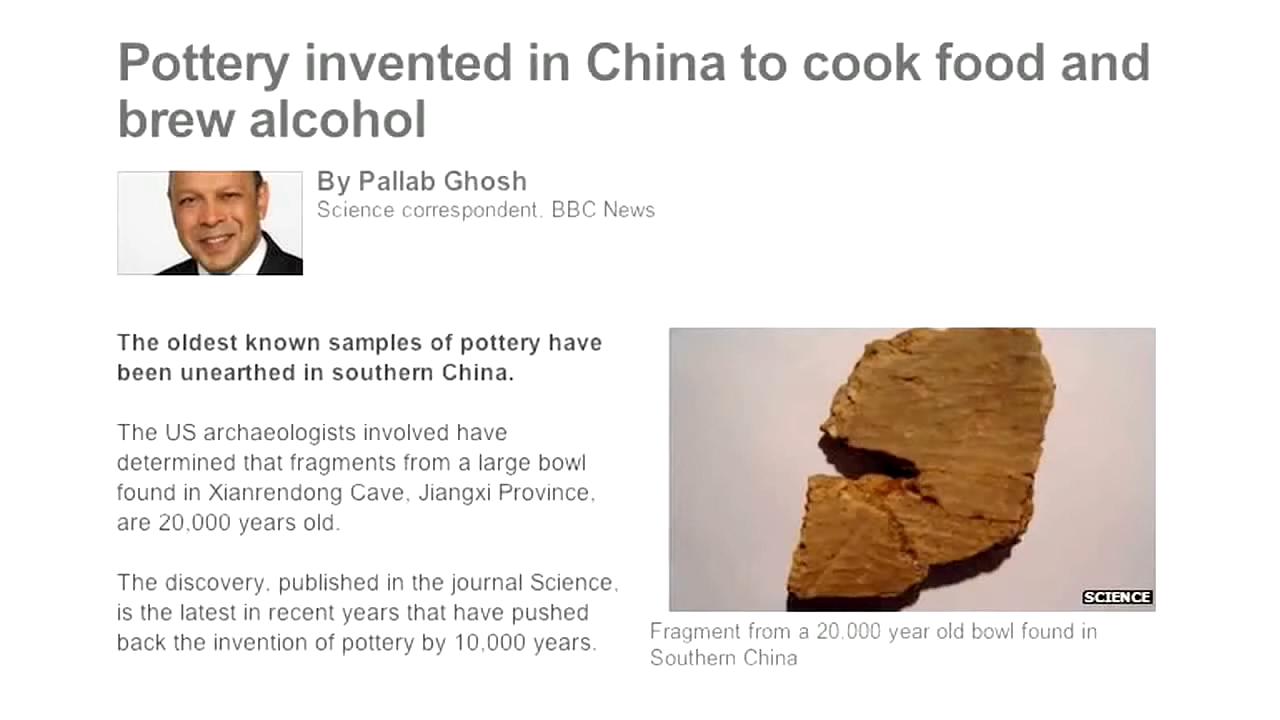 Pottery invented in China to cook food and
brew alcohol
By Pallab Ghosh
Science correspondent, BBC News
The oldest known samples of pottery have
been unearthed in southern China.
The US archaeologists involved have
determined that fragments from a large bowl
found in Xianrendong Cave, Jiangxi Province,
are 20,000 years old.
The discovery, published in the journal Science,
is the latest in recent years that have pushed
back the invention of pottery by 10,000 years.
SCIENCE
Fragment from a 20,000 year old bowl found in
Southern China